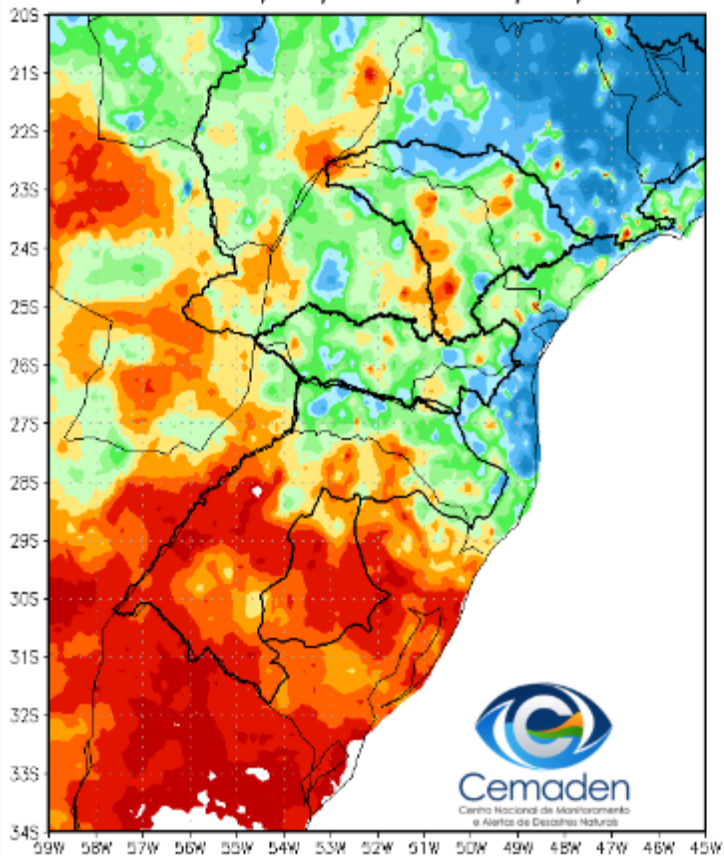 20S
21S
22S
23S
24S
25S
26S
27S
28S
29S
30S
31S
32S
33S
34S
59W 58W 57W 56W 55W 54W 53W 52W 51W 50W 49W 48W 47W 46W 45W
Cemaden
Centro Nacional de Monitoramento
e Alertas de Desastres Naturais